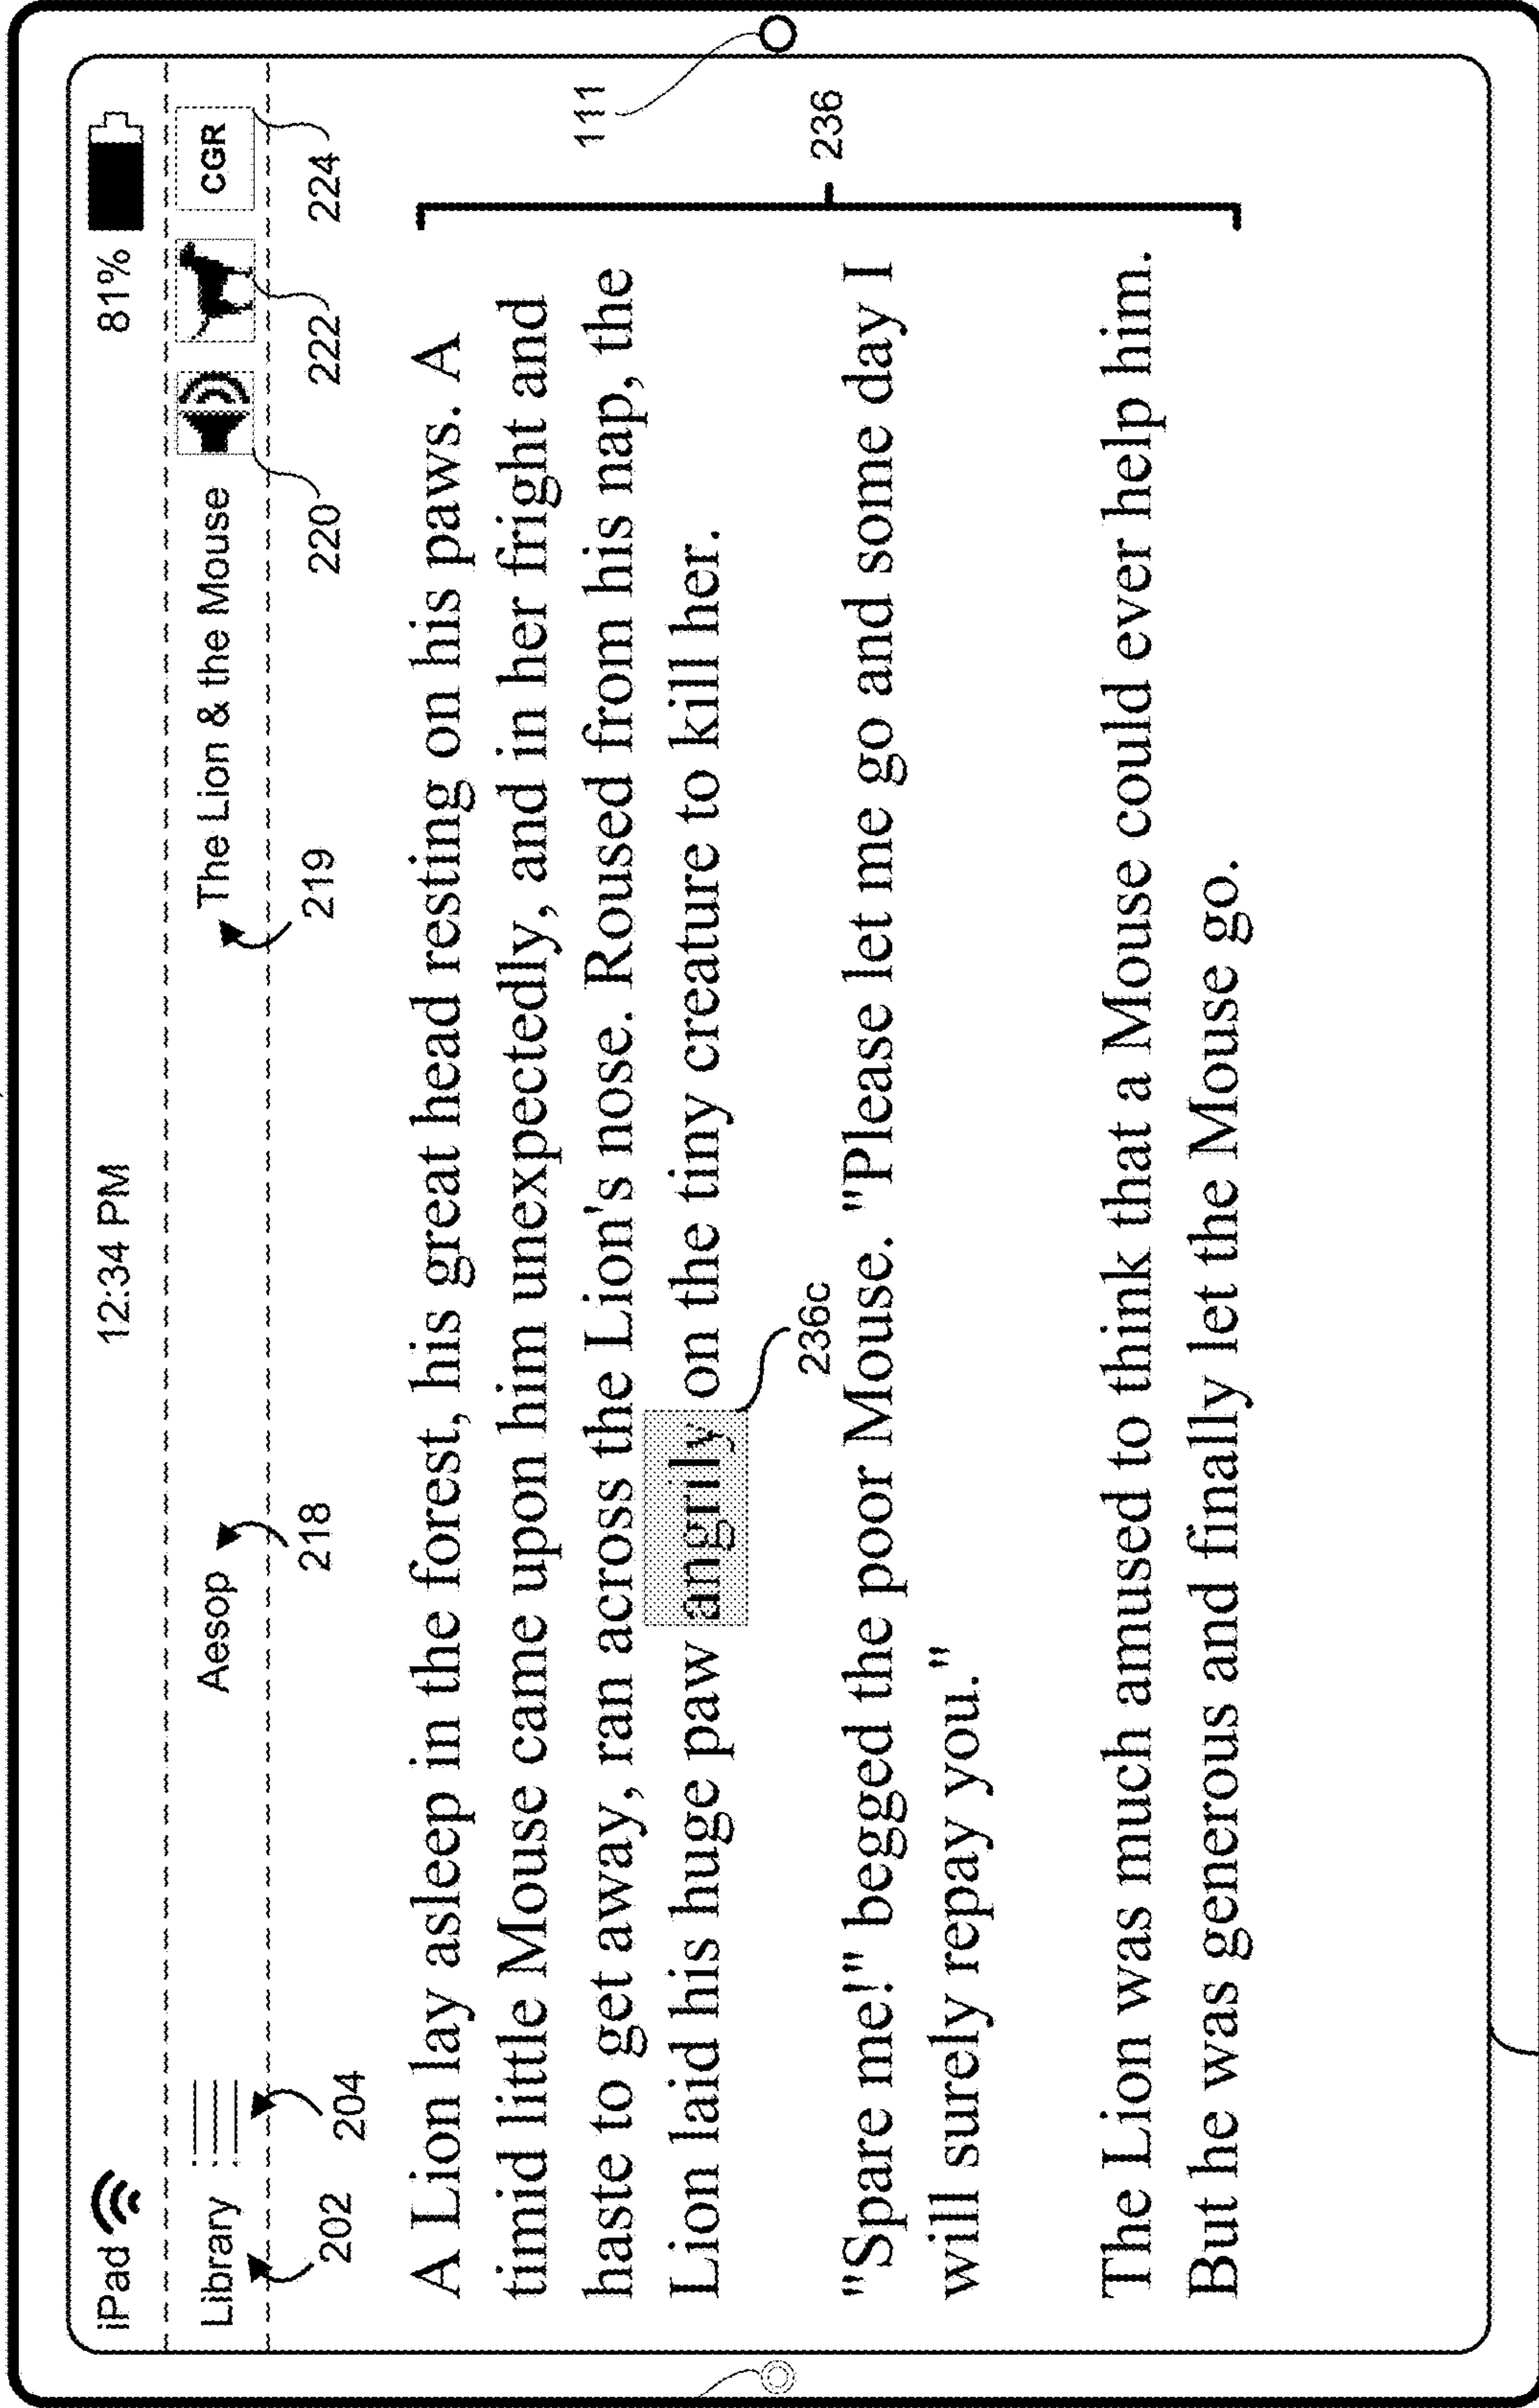 iPad 12:34 PM 81%
Library Aesop The Lion & the Mouse CGR
202 204 218 219 220 222 224
A Lion lay asleep in the forest, his great head resting on his paws. A
timid little Mouse came upon him unexpectedly, and in her fright and
haste to get away, ran across the Lion's nose. Roused from his nap, the
Lion laid his huge paw angrily on the tiny creature to kill her.
111
236c
236
"Spare me!" begged the poor Mouse. "Please let me go and some day I
will surely repay you."
The Lion was much amused to think that a Mouse could ever help him.
But he was generous and finally let the Mouse go.